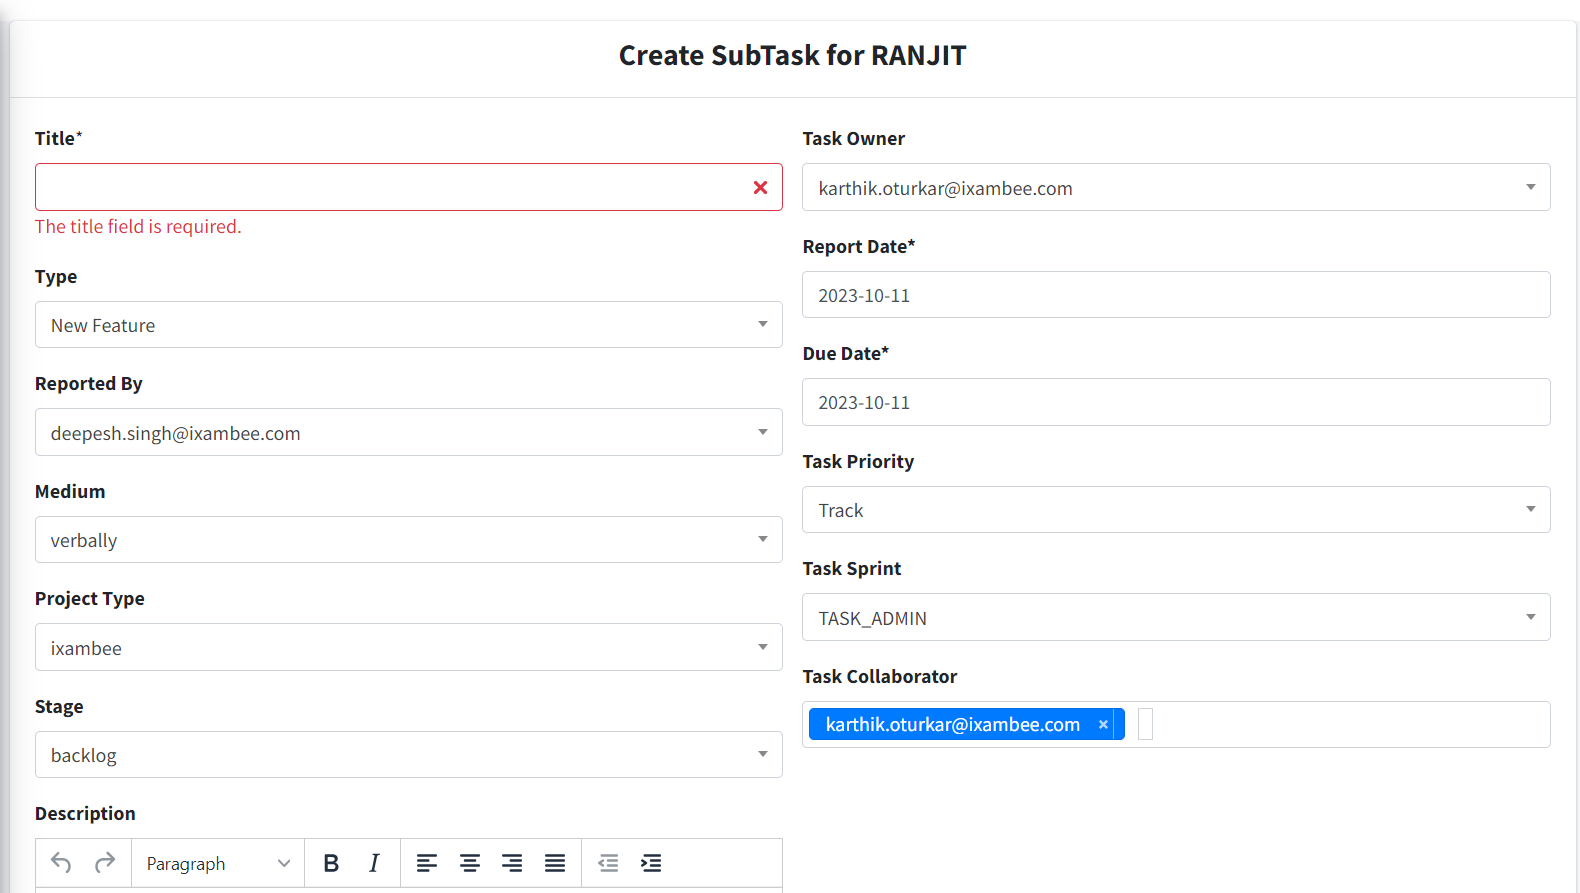 Create SubTask for RANJIT
Title*
The title field is required.
Type
New Feature
Reported By
deepesh.singh@ixambee.com
Medium
verbally
Project Type
ixambee
Stage
backlog
Description
Paragraph
B I
Task Owner
karthik.oturkar@ixambee.com
Report Date*
2023-10-11
Due Date*
2023-10-11
Task Priority
Track
Task Sprint
TASK_ADMIN
Task Collaborator
karthik.oturkar@ixambee.com ×